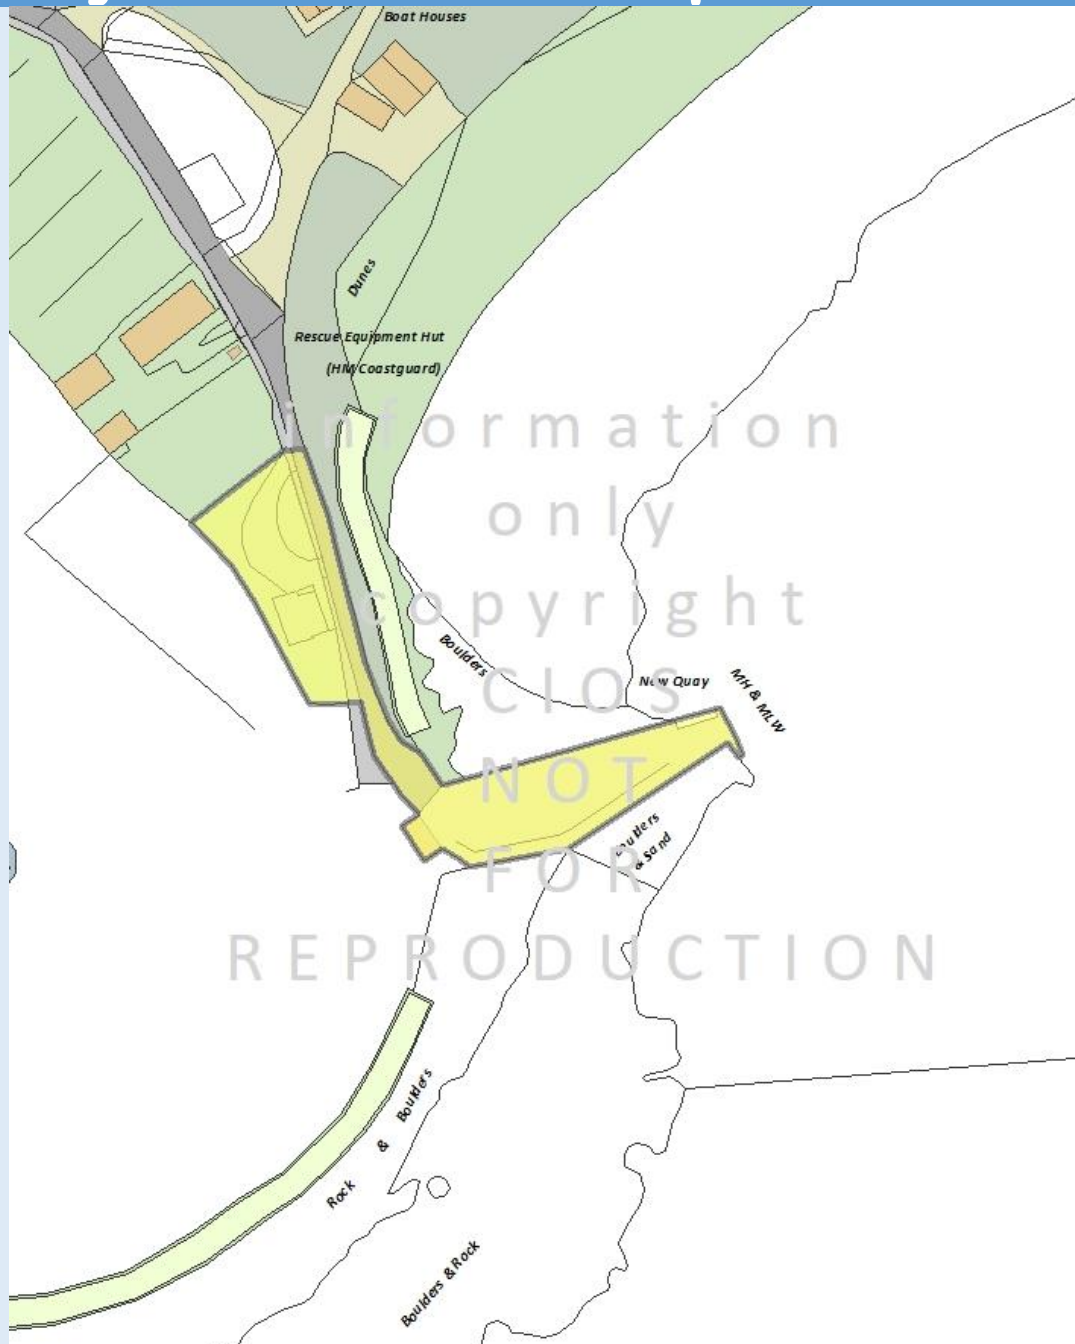 Boat Houses
Dunes
Rescue Equipment Hut
(HM Coastguard)
information
only
copyright
Boulders
CIOS
New Quay
MH & MLW
NOT
Boulders
& Sand
FOR
REPRODUCTION
Rock & Boulders
Boulders & Rock